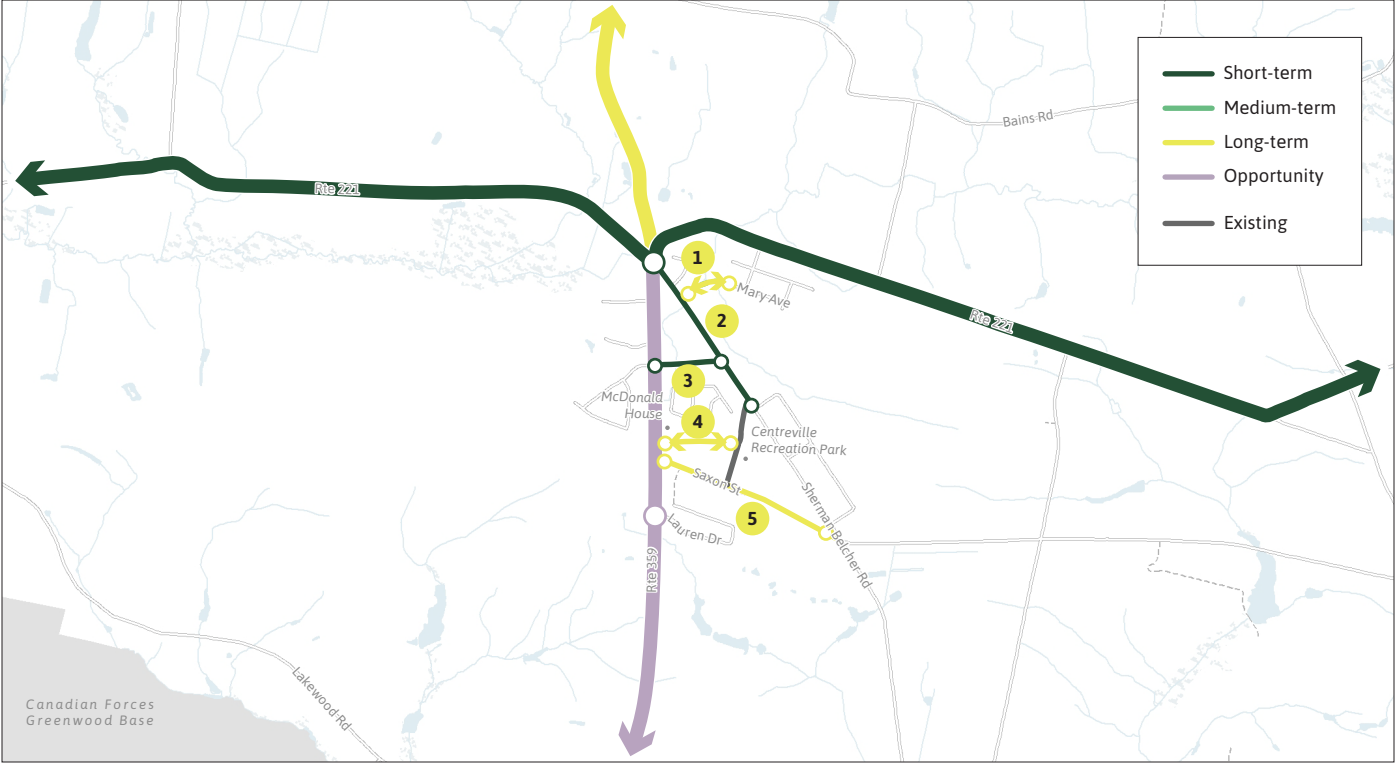 Short-term
Medium-term
Long-term
Opportunity
Existing
Bains Rd
Rte 221
1
Mary Ave
2
Rte 221
3
McDonald
House
4
Centreville
Recreation Park
Saxon St
5
Sherman Belcher Rd
Lauren Dr
Rte 359
Lakewood Rd
Canadian Forces
Greenwood Base